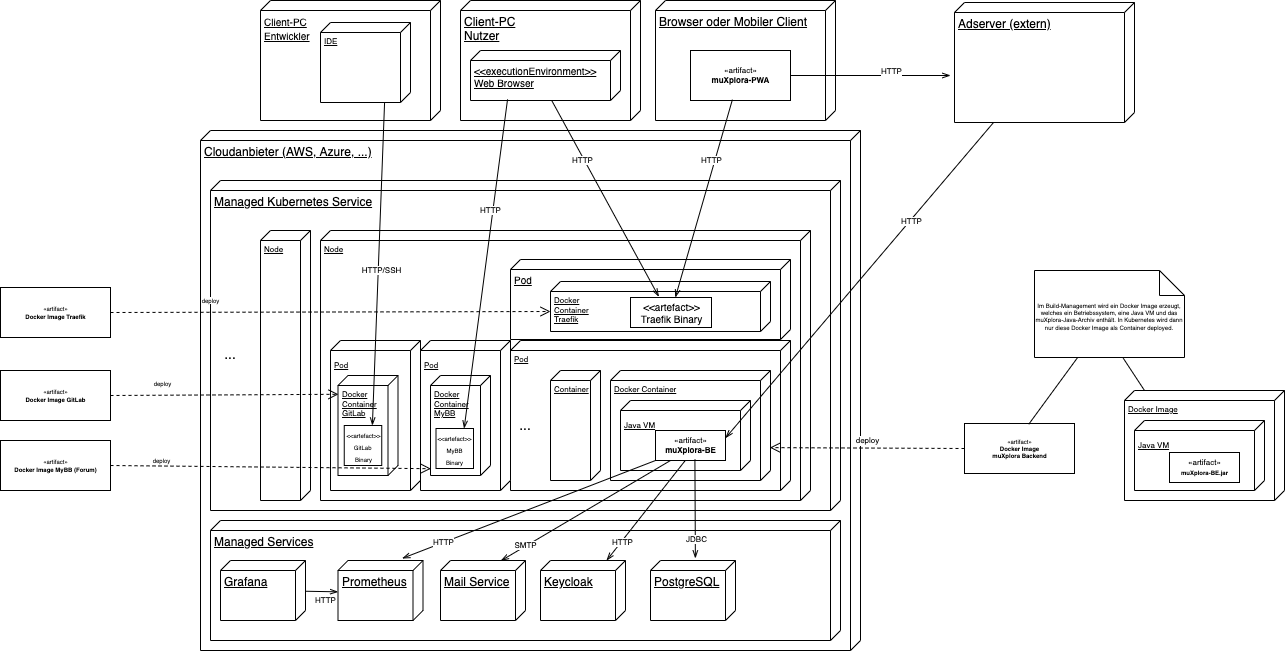 Client-PC
Entwickler
IDE
Client-PC
Nutzer
<<executionEnvironment>>
Web Browser
Browser oder Mobiler Client
«artifact»
muXplora-PWA
HTTP
Adserver (extern)
Cloudanbieter (AWS, Azure, ...)
HTTP
HTTP
Managed Kubernetes Service
HTTP
HTTP
Node
Node
HTTP/SSH
Pod
Docker
Container
Traefik
<<artefact>>
Traefik Binary
«artifact»
Docker Image Traefik
deploy
Im Build-Management wird ein Docker Image erzeugt,
welches ein Betriebssystem, eine Java VM und das
muXplora-Java-Archiv enthält. In Kubernetes wird dann
nur diese Docker Image als Container deployed.
...
Pod
Pod
Pod
«artifact»
Docker Image GitLab
deploy
Docker
Container
GitLab
<<artefact>>
GitLab
Binary
Docker
Container
MyBB
<<artefact>>
MyBB
Binary
Container
...
Docker Container
Java VM
«artifact»
muXplora-BE
deploy
«artifact»
Docker Image
muXplora Backend
Docker Image
Java VM
«artifact»
muXplora-BE.jar
«artifact»
Docker Image MyBB (Forum)
deploy
Managed Services
HTTP
SMTP
HTTP
JDBC
Grafana
HTTP
Prometheus
Mail Service
Keycloak
PostgreSQL